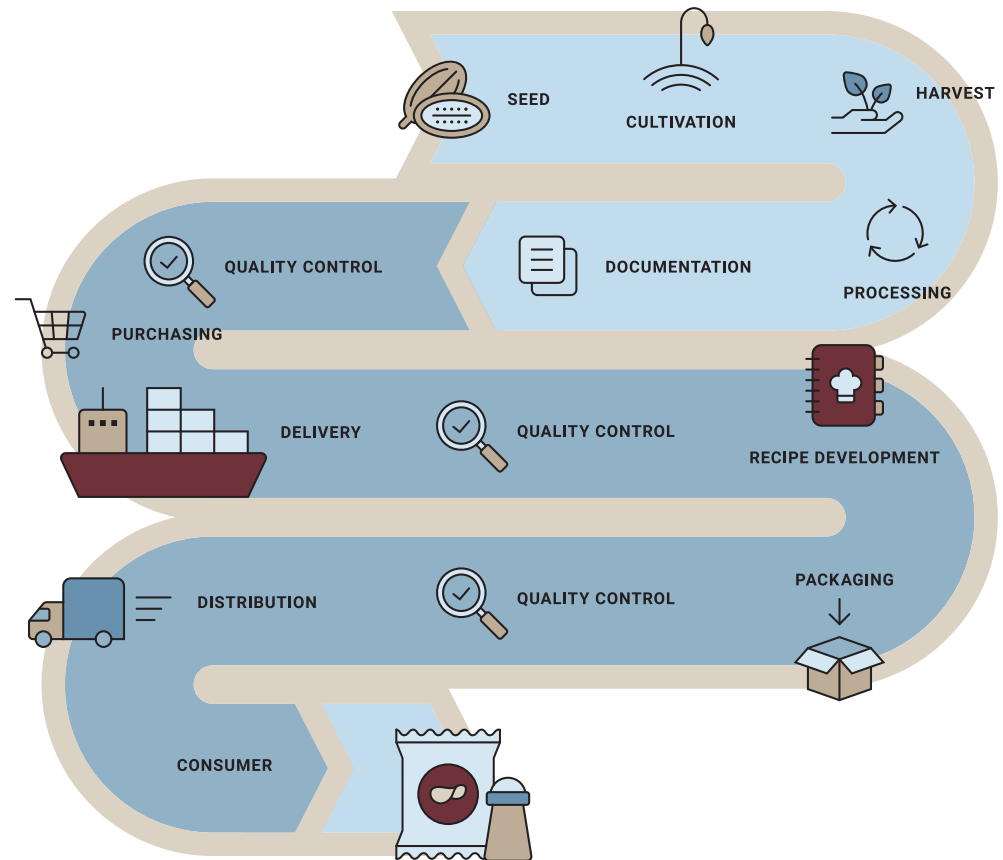 SEED
CULTIVATION
HARVEST
PROCESSING
DOCUMENTATION
QUALITY CONTROL
PURCHASING
DELIVERY
QUALITY CONTROL
RECIPE DEVELOPMENT
PACKAGING
QUALITY CONTROL
DISTRIBUTION
CONSUMER